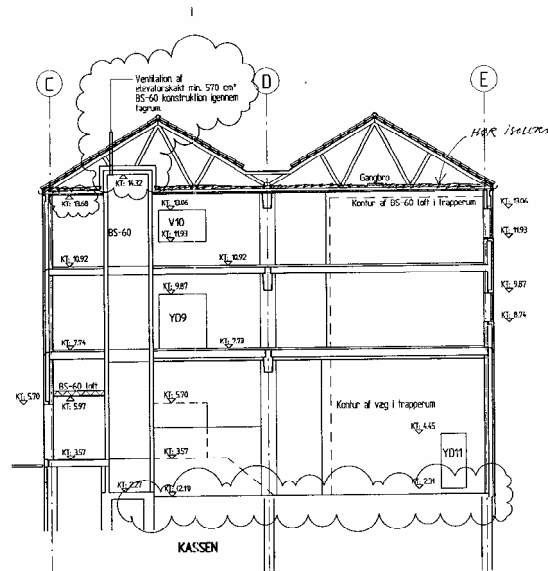 C
D
E
Ventilation af
elevatorskakt min. 570 cm²
BS-60 konstruktion igennem
tagrum.
HØR ISOLERI
KT: 14.32
Gangbro
KT: 13.68
KT: 13.06
Kontur af BS-60 loft i trapperum
KT: 13.06
V10
BS-60
KT: 11.93
KT: 11.93
KT: 10.92
KT: 10.92
KT: 9.87
KT: 9.87
YD9
KT: 8.74
KT: 7.74
KT: 7.73
BS-60 loft
KT: 5.70
KT: 5.97
KT: 5.70
Kontur af væg i trapperum
KT: 4.45
YD11
KT: 3.57
KT: 3.57
KT: 2.27
KT: 2.19
KT: 2.31
KASSEN